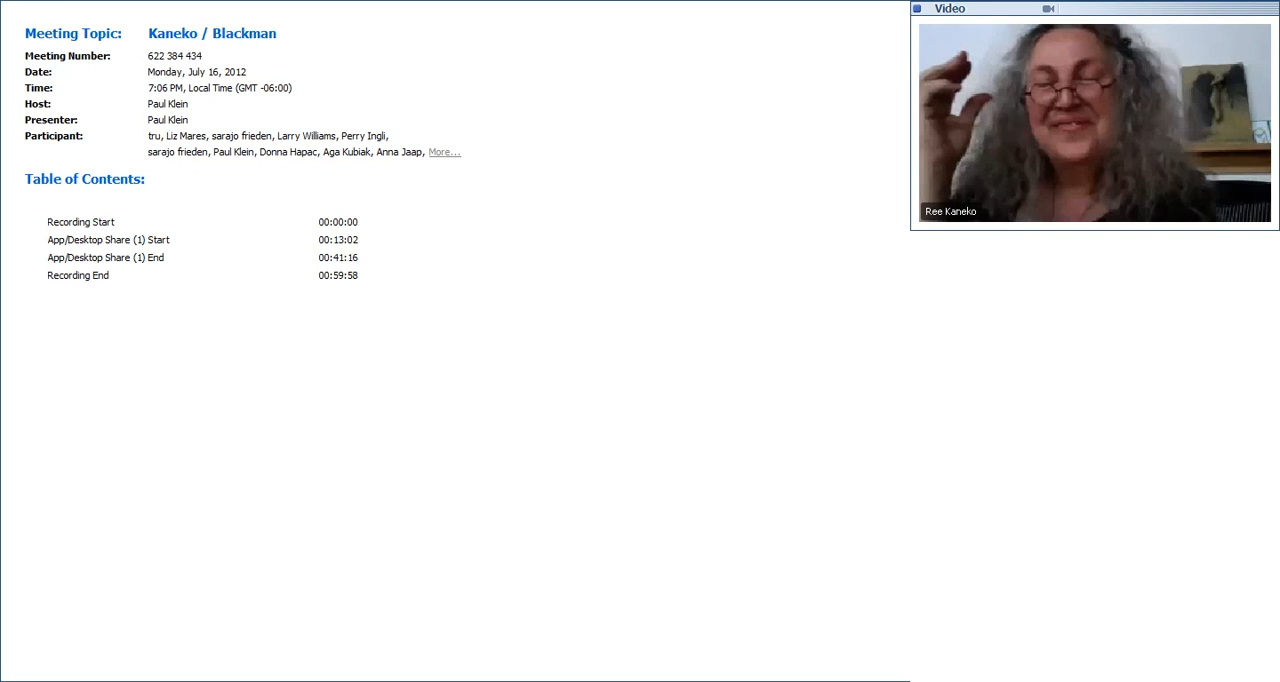 Meeting Topic: Kaneko / Blackman
Meeting Number: 622 384 434
Date: Monday, July 16, 2012
Time: 7:06 PM, Local Time (GMT -06:00)
Host: Paul Klein
Presenter: Paul Klein
Participant: tru, Liz Mares, sarajo frieden, Larry Williams, Perry Ingli,
sarajo frieden, Paul Klein, Donna Hapac, Aga Kubiak, Anna Jaap, More...
Table of Contents:
Recording Start 00:00:00
App/Desktop Share (1) Start 00:13:02
App/Desktop Share (1) End 00:41:16
Recording End 00:59:58
Video
Ree Kaneko